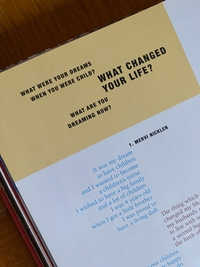 WHAT WERE YOUR DREAMS
WHEN YOU WERE CHILD?
WHAT CHANGED
YOUR LIFE?
WHAT ARE YOU
DREAMING NOW?
1. MERVI NICKLEN
It was my dream
to have children
and I wanted to become
a children's nurse
I wished to have a big family
and a lot of children
I was 8 years old
when I got a little brother
I was proud to
have a living doll
The thing which
changed my life
my husband's
to live with
a second big
the birth of